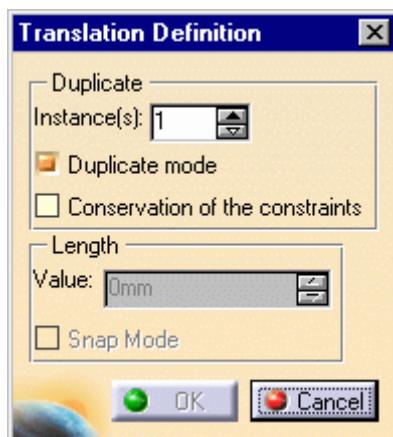 Translation Definition
Duplicate
Instance(s): 1
Duplicate mode
Conservation of the constraints
Length
Value: 0mm
Snap Mode
OK Cancel